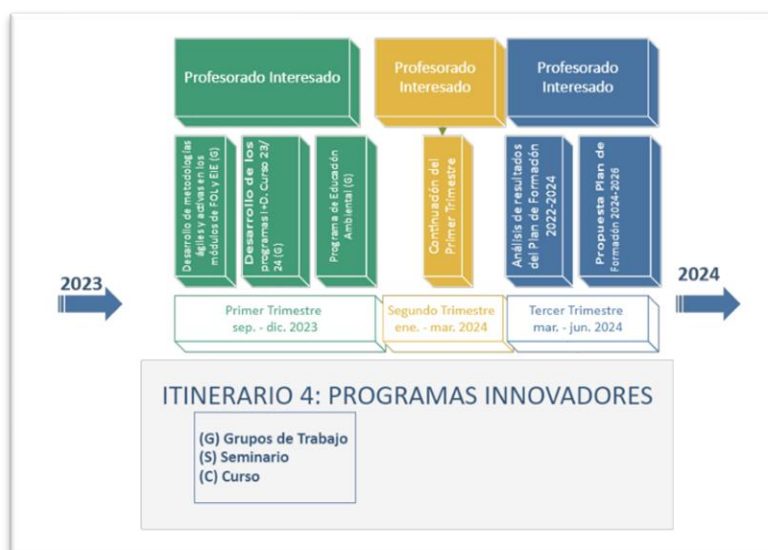 Profesorado Interesado
Profesorado
Interesado
Profesorado
Interesado
Desarrollo de metodologías
ágiles y activas en los
módulos de FOL y EIE (G)
Desarrollo de los
programas I+D. Curso 23/
24 (G)
Programa de Educación
Ambiental (G)
Continuación del
Primer Trimestre
Análisis de resultados
del Plan de Formación
2022-2024
Propuesta Plan de
Formación 2024-2026
2023
2024
Primer Trimestre
sep. - dic. 2023
Segundo Trimestre
ene. - mar. 2024
Tercer Trimestre
mar. - jun. 2024
ITINERARIO 4: PROGRAMAS INNOVADORES
(G) Grupos de Trabajo
(S) Seminario
(C) Curso